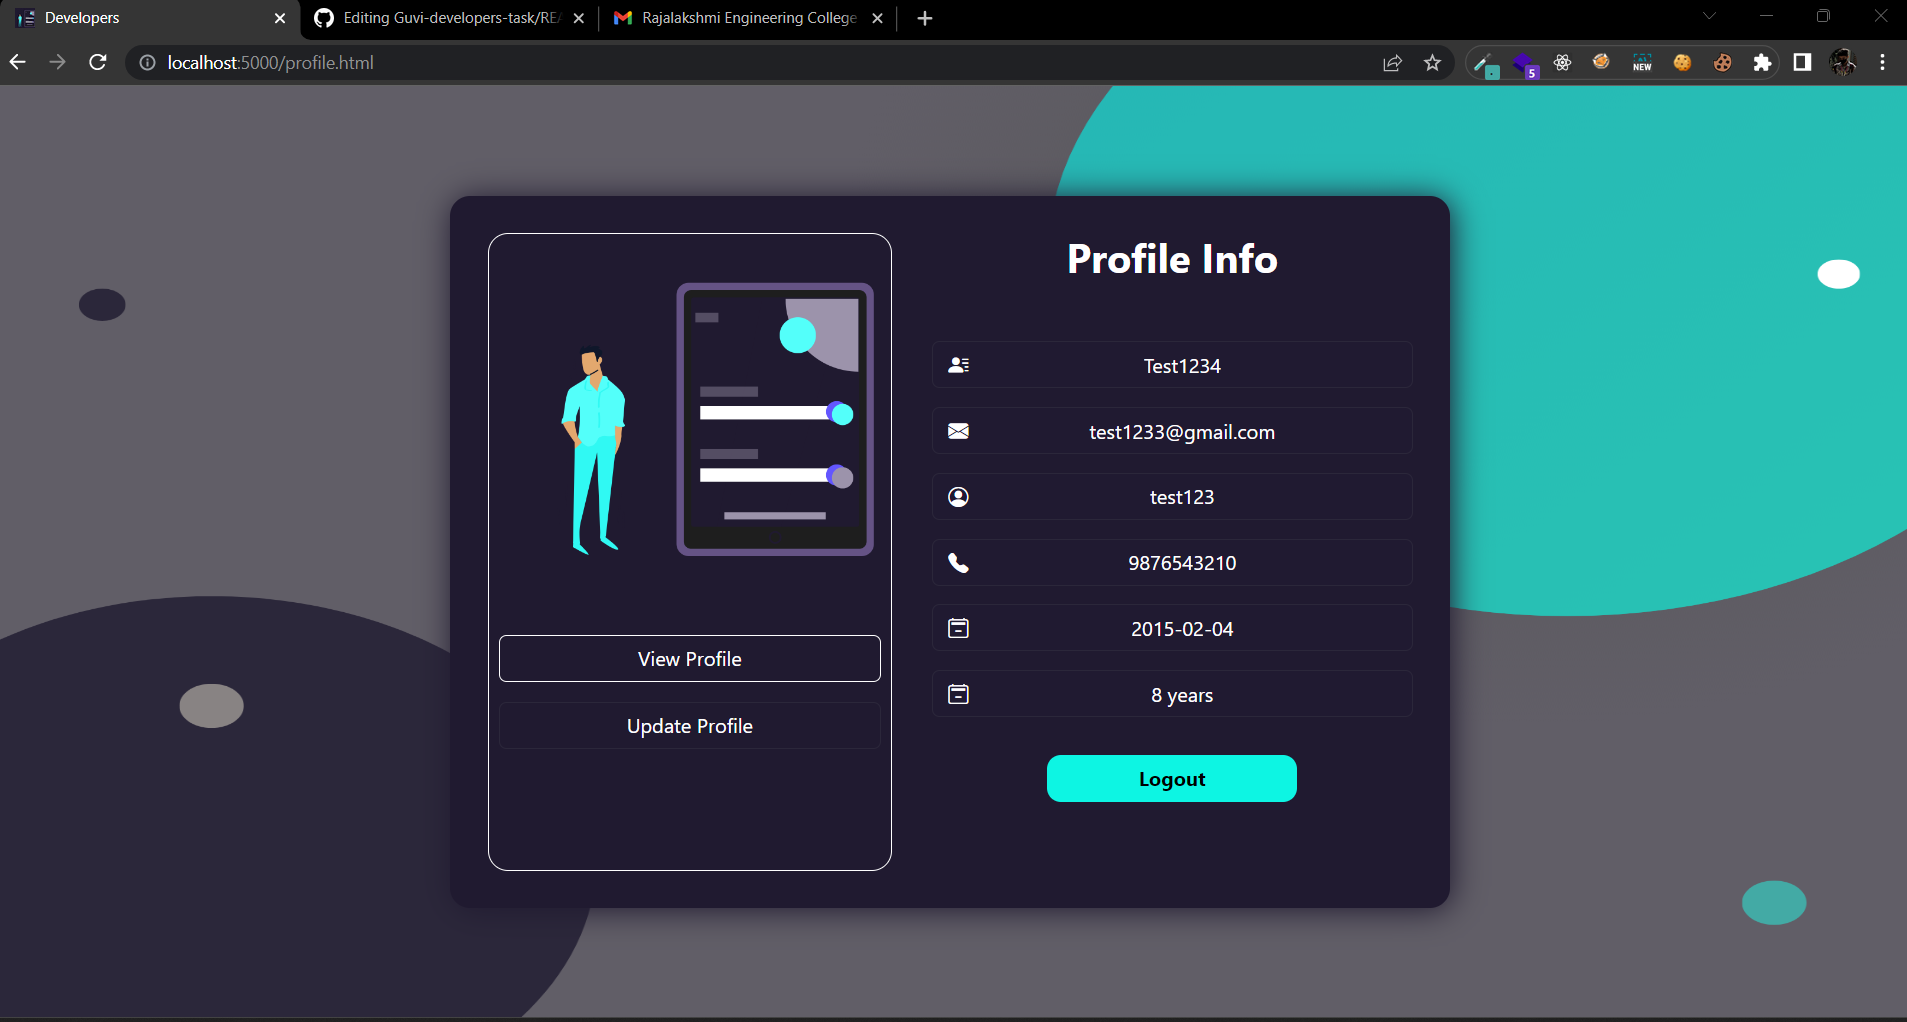 Developers
Editing Guvi-developers-task/REA
Rajalakshmi Engineering College
localhost:5000/profile.html
5
NEW
Profile Info
Test1234
test1233@gmail.com
test123
9876543210
2015-02-04
8 years
Logout
View Profile
Update Profile